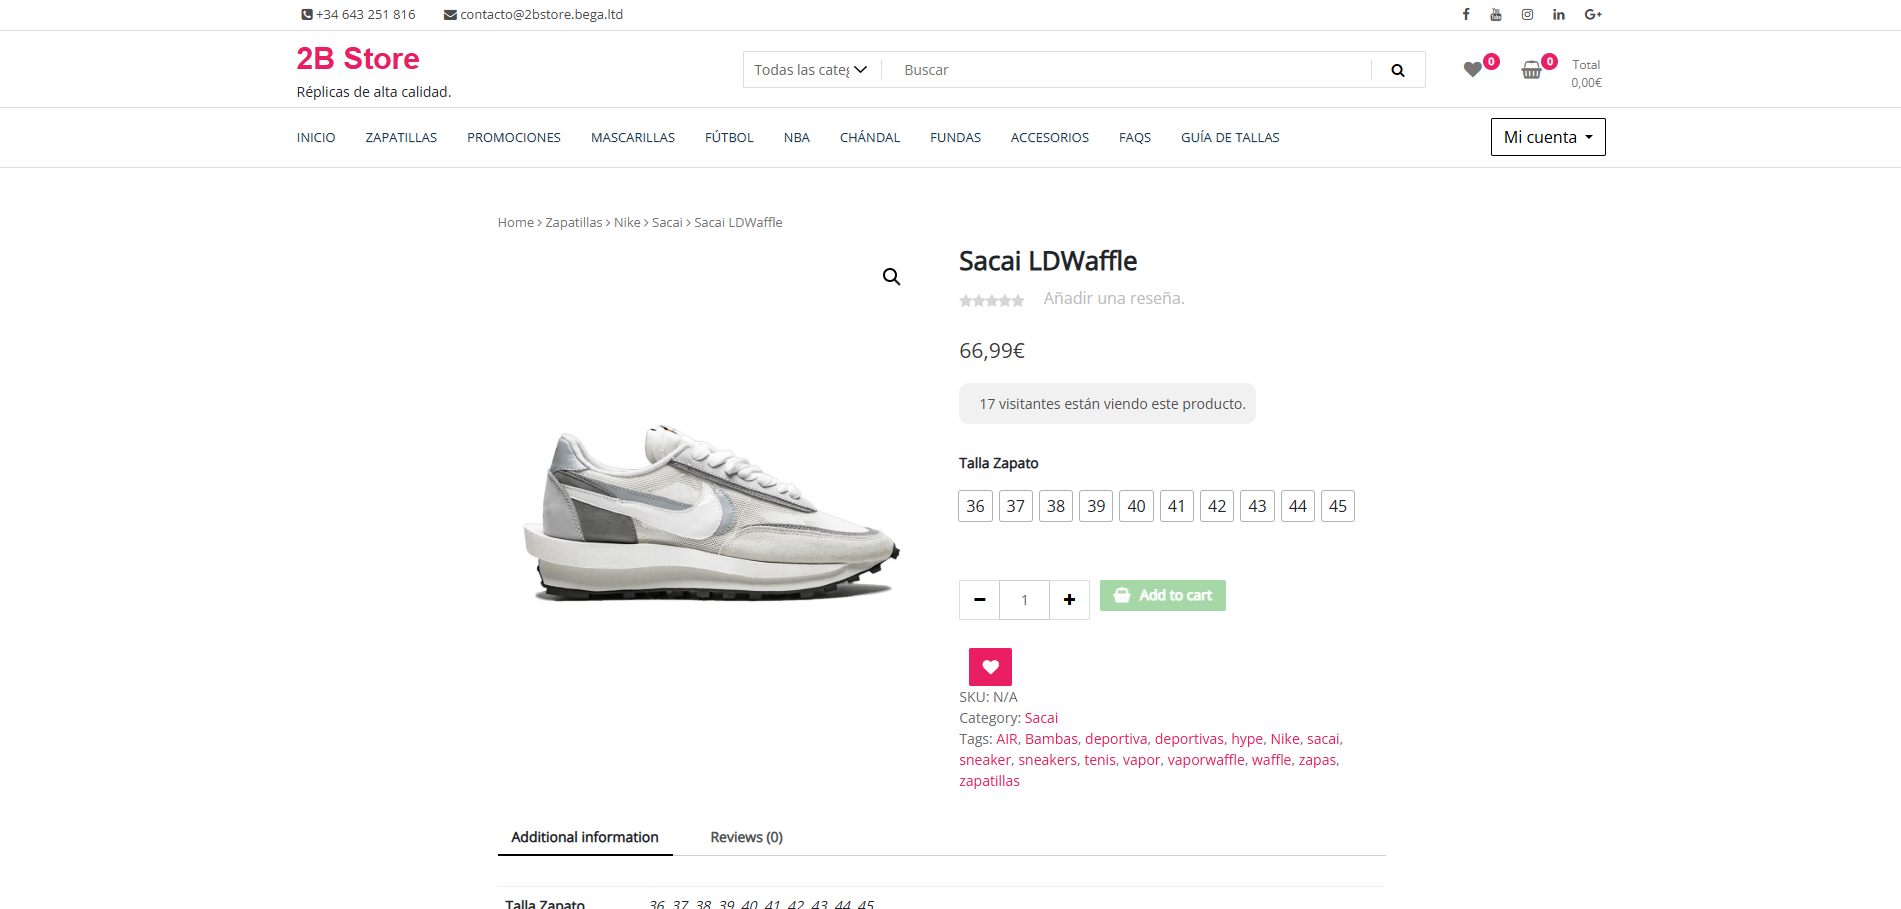 +34 643 251 816 contacto@2bstore.bega.ltd
2B Store
Réplicas de alta calidad.
Todas las categ Buscar
0 0 Total
0,00€
INICIO ZAPATILLAS PROMOCIONES MASCARILLAS FÚTBOL NBA CHÁNDAL FUNDAS ACCESORIOS FAQS GUÍA DE TALLAS Mi cuenta
Home > Zapatillas > Nike > Sacai > Sacai LDWaffle
Sacai LDWaffle
Añadir una reseña.
66,99€
17 visitantes están viendo este producto.
Talla Zapato
36 37 38 39 40 41 42 43 44 45
- 1 + Add to cart
SKU: N/A
Category: Sacai
Tags: AIR, Bambas, deportiva, deportivas, hype, Nike, sacai,
sneaker, sneakers, tenis, vapor, vaporwaffle, waffle, zapas,
zapatillas
Additional information Reviews (0)
Talla Zapato 36, 37, 38, 39, 40, 41, 42, 43, 44, 45